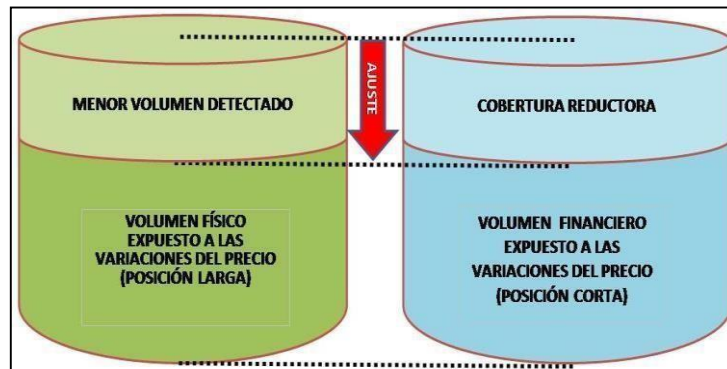 MENOR VOLUMEN DETECTADO
AJUSTE
COBERTURA REDUCTORA
VOLUMEN FÍSICO
EXPUESTO A LAS
VARIACIONES DEL PRECIO
(POSICIÓN LARGA)
VOLUMEN FINANCIERO
EXPUESTO A LAS
VARIACIONES DEL PRECIO
(POSICIÓN CORTA)